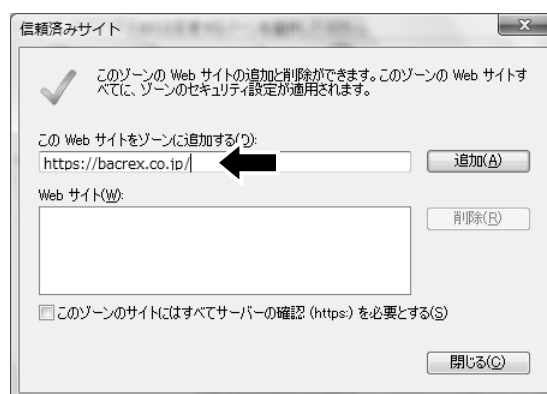 信頼済みサイト
このゾーンの Web サイトの追加と削除ができます。このゾーンの Web サイトす
べてに、ゾーンのセキュリティ設定が適用されます。
この Web サイトをゾーンに追加する(D):
https://bacrex.co.jp/
追加(A)
Web サイト(W):
削除(R)
このゾーンのサイトにはすべてサーバーの確認 (https:) を必要とする(S)
閉じる(C)